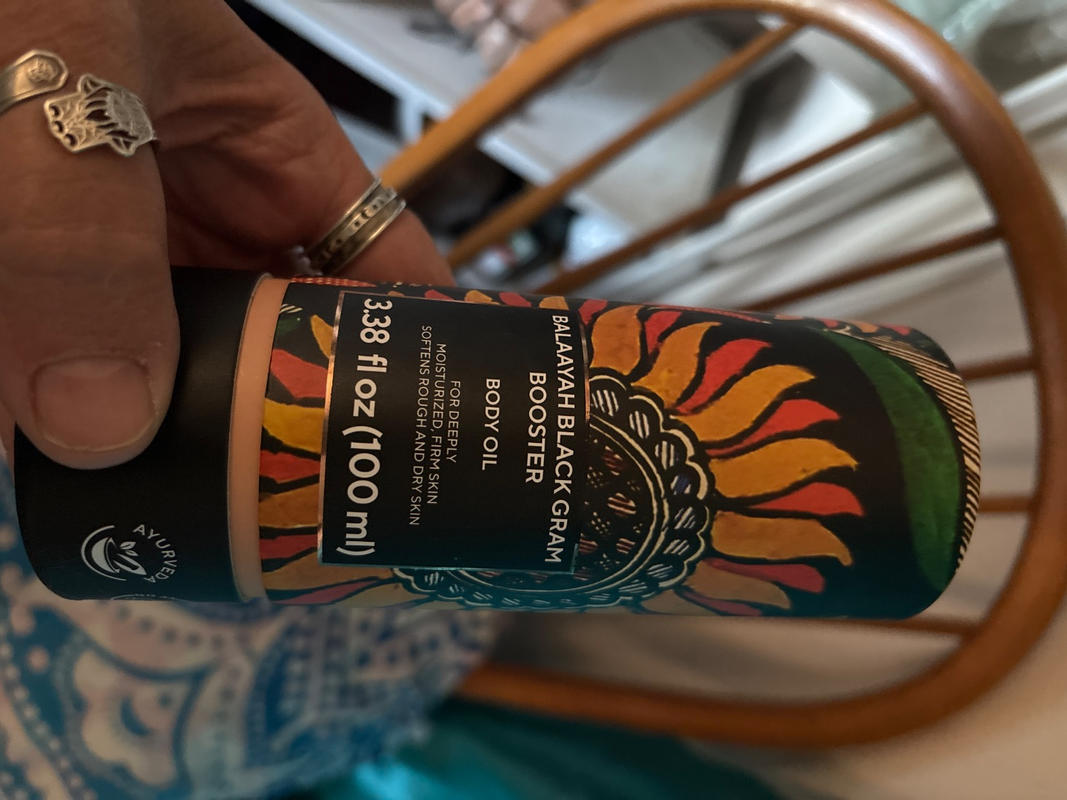 BALAAYAH BLACK GRAM
BOOSTER
BODY OIL
FOR DEEPLY
MOISTURIZED, FIRM SKIN
SOFTENS ROUGH AND DRY SKIN
3.38 fl oz (100 ml)
AYURVEDA